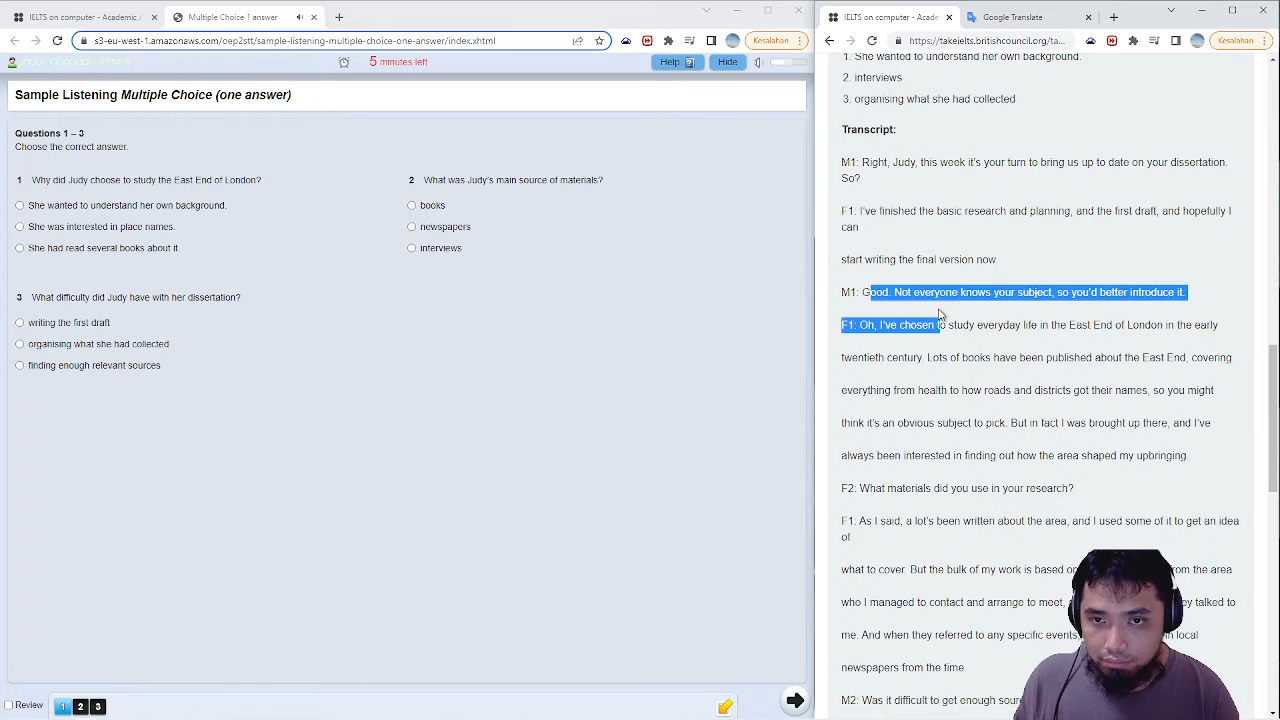 IELTS on computer - Academic /
Multiple Choice 1 answer
s3-eu-west-1.amazonaws.com/oep2stt/sample-listening-multiple-choice-one-answer/index.xhtml
Kesalahan
5 minutes left
Help ?
Hide
Sample Listening Multiple Choice (one answer)
Questions 1 – 3
Choose the correct answer.
1 Why did Judy choose to study the East End of London?
She wanted to understand her own background.
She was interested in place names.
She had read several books about it.
2 What was Judy's main source of materials?
books
newspapers
interviews
3 What difficulty did Judy have with her dissertation?
writing the first draft
organising what she had collected
finding enough relevant sources
Review
1 2 3
IELTS on computer - Acade
Google Translate
https://takeielts.britishcouncil.org/ta...
Kesalahan
1. She wanted to understand her own background.
2. interviews
3. organising what she had collected
Transcript:
M1: Right, Judy, this week it's your turn to bring us up to date on your dissertation.
So?
F1: I've finished the basic research and planning, and the first draft, and hopefully I
can
start writing the final version now
M1: Good. Not everyone knows your subject, so you'd better introduce it.
F1: Oh, I've chosen to study everyday life in the East End of London in the early
twentieth century. Lots of books have been published about the East End, covering
everything from health to how roads and districts got their names, so you might
think it's an obvious subject to pick. But in fact I was brought up there, and I've
always been interested in finding out how the area shaped my upbringing.
F2: What materials did you use in your research?
F1: As I said, a lot's been written about the area, and I used some of it to get an idea
of
what to cover. But the bulk of my work is based on from the area
who I managed to contact and arrange to meet, talked to
me. And when they referred to any specific events in local
newspapers from the time.
M2: Was it difficult to get enough